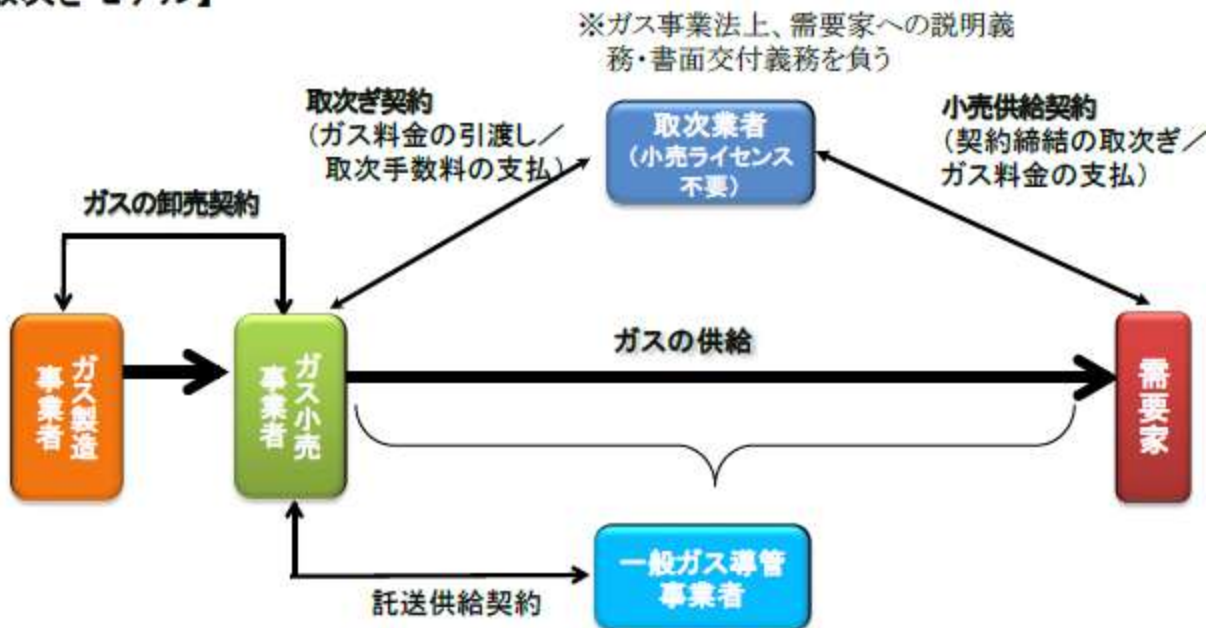 ※ガス事業法上、需要家への説明義
務・書面交付義務を負う
取次ぎ契約
(ガス料金の引渡し/
取次手数料の支払)
取次業者
(小売ライセンス
不要)
小売供給契約
(契約締結の取次ぎ/
ガス料金の支払)
ガスの卸売契約
ガス製造
事業者
ガス小売
事業者
ガスの供給
需要家
一般ガス導管
事業者
託送供給契約